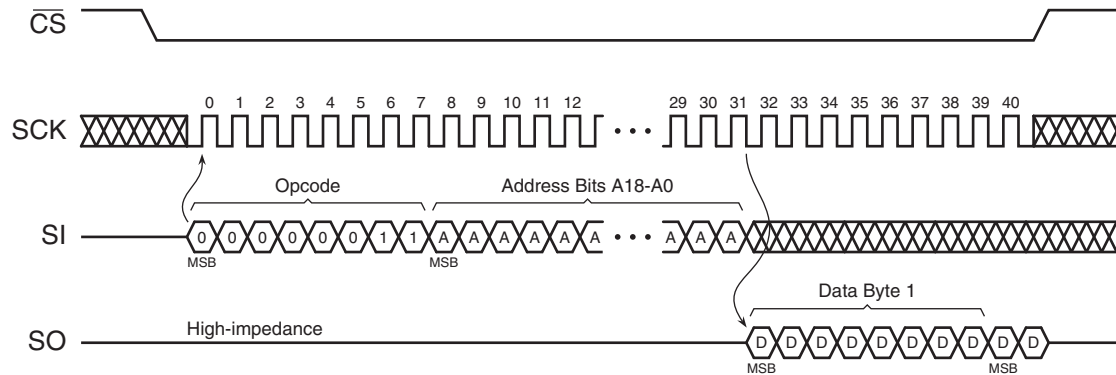 CS
0 1 2 3 4 5 6 7 8 9 10 11 12 29 30 31 32 33 34 35 36 37 38 39 40
SCK • • •
Opcode Address Bits A18-A0
SI 0 0 0 0 0 0 1 1 A A A A A A • • • A A A
MSB MSB
Data Byte 1
High-impedance
SO D D D D D D D D D D
MSB MSB